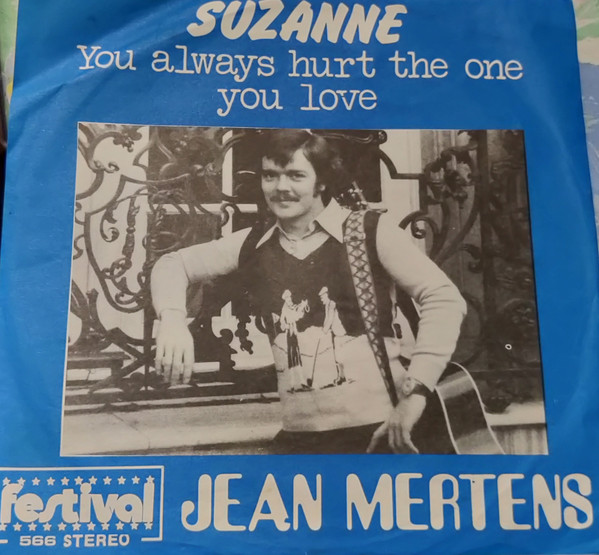 SUZANNE
You always hurt the one
you love
festival
566 STEREO
JEAN MERTENS